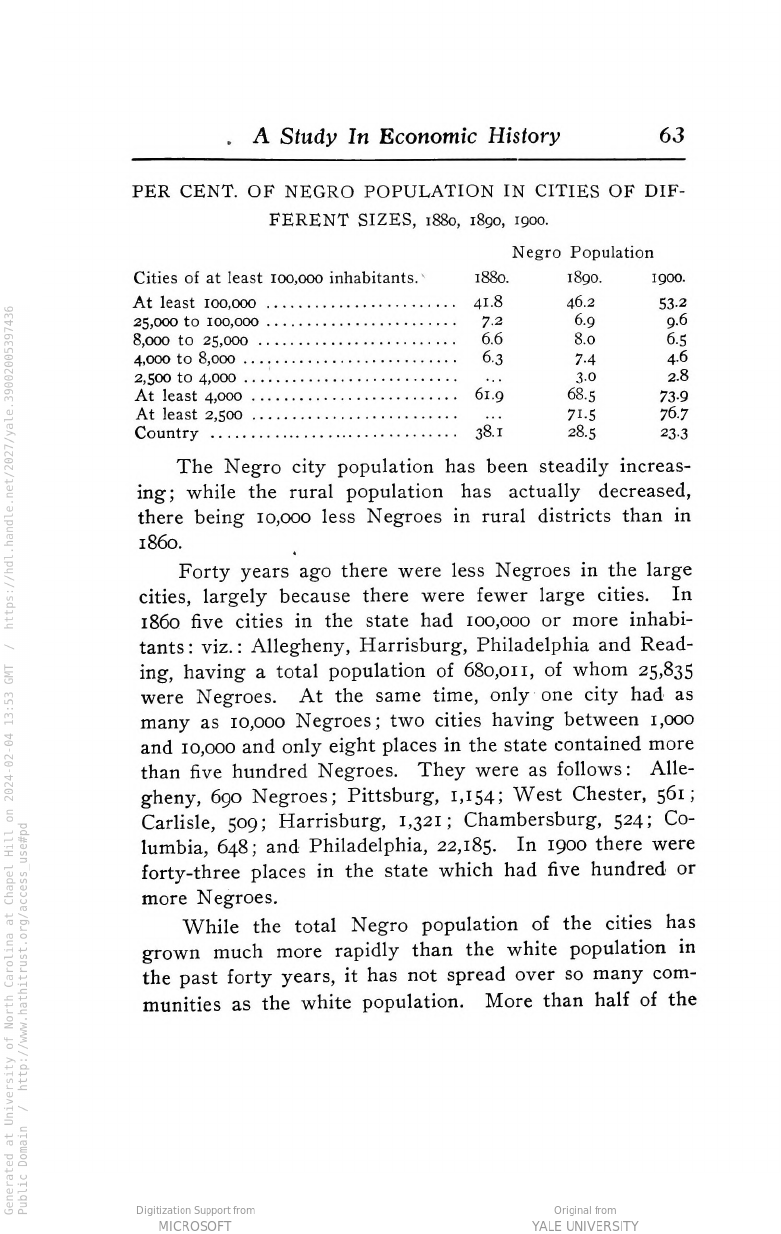 A Study In Economic History 63
PER CENT. OF NEGRO POPULATION IN CITIES OF DIF-
FERENT SIZES, 1880, 1890, 1900.
Negro Population
Cities of at least 100,000 inhabitants. 1880. 1890. 1900.
At least 100,000 ........................ 41.8 46.2 53.2
25,000 to 100,000 ........................ 7.2 6.9 9.6
8,000 to 25,000 ......................... 6.6 8.0 6.5
4,000 to 8,000 ........................... 6.3 7.4 4.6
2,500 to 4,000 ........................... ... 3.0 2.8
At least 4,000 .......................... 61.9 68.5 73.9
At least 2,500 .......................... ... 71.5 76.7
Country ............................... 38.1 28.5 23.3
The Negro city population has been steadily increas-
ing; while the rural population has actually decreased,
there being 10,000 less Negroes in rural districts than in
1860.
Forty years ago there were less Negroes in the large
cities, largely because there were fewer large cities. In
1860 five cities in the state had 100,000 or more inhabi-
tants: viz.: Allegheny, Harrisburg, Philadelphia and Read-
ing, having a total population of 680,011, of whom 25,835
were Negroes. At the same time, only one city had as
many as 10,000 Negroes; two cities having between 1,000
and 10,000 and only eight places in the state contained more
than five hundred Negroes. They were as follows: Alle-
gheny, 690 Negroes; Pittsburg, 1,154; West Chester, 561;
Carlisle, 509; Harrisburg, 1,321; Chambersburg, 524; Co-
lumbia, 648; and Philadelphia, 22,185. In 1900 there were
forty-three places in the state which had five hundred or
more Negroes.
While the total Negro population of the cities has
grown much more rapidly than the white population in
the past forty years, it has not spread over so many com-
munities as the white population. More than half of the
Generated at University of North Carolina at Chapel Hill on 2024-02-04 13:53 GMT / https://hdl.handle.net/2027/yale.39002005397436
Public Domain / http://www.hathitrust.org/access_use#pd
Digitization Support from
MICROSOFT
Original from
YALE UNIVERSITY